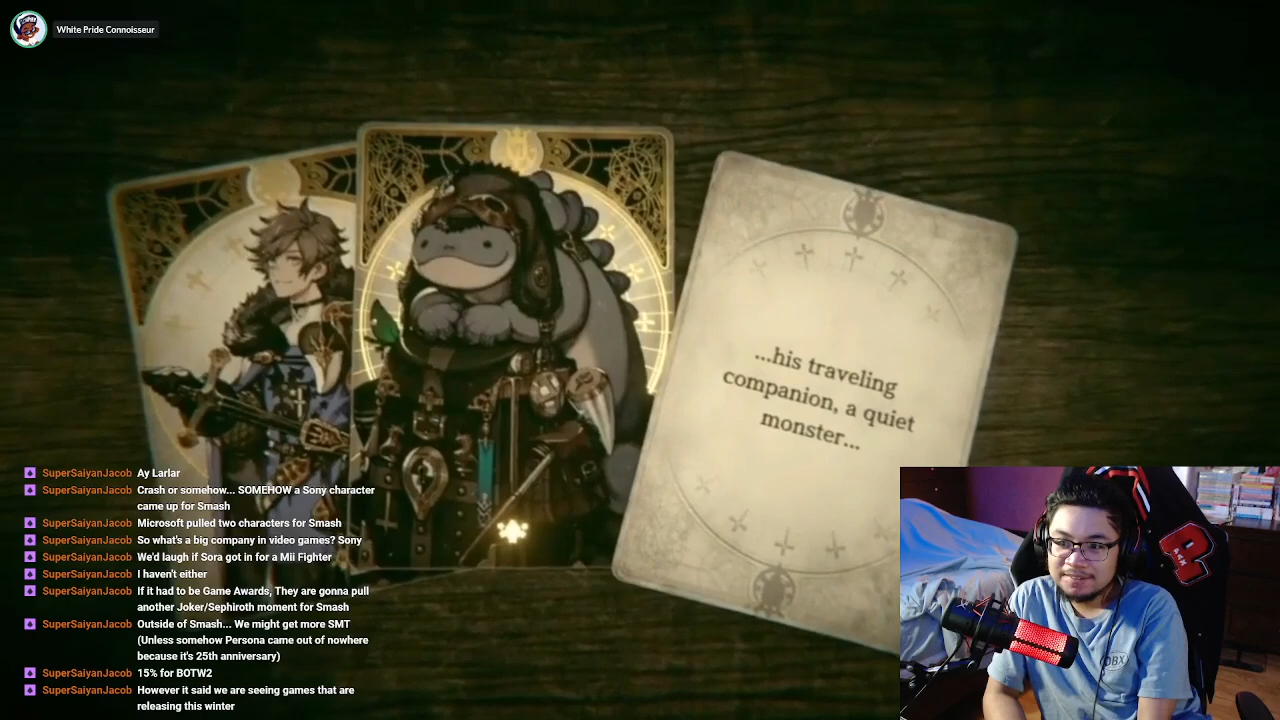 White Pride Connoisseur
...his traveling
companion, a quiet
monster...
SuperSaiyanJacob Ay Larlar
SuperSaiyanJacob Crash or somehow... SOMEHOW a Sony character
came up for Smash
SuperSaiyanJacob Microsoft pulled two characters for Smash
SuperSaiyanJacob So what's a big company in video games? Sony
SuperSaiyanJacob We'd laugh if Sora got in for a Mii Fighter
SuperSaiyanJacob I haven't either
SuperSaiyanJacob If it had to be Game Awards, They are gonna pull
another Joker/Sephiroth moment for Smash
SuperSaiyanJacob Outside of Smash... We might get more SMT
(Unless somehow Persona came out of nowhere
because it's 25th anniversary)
SuperSaiyanJacob 15% for BOTW2
SuperSaiyanJacob However it said we are seeing games that are
releasing this winter
DBX
R